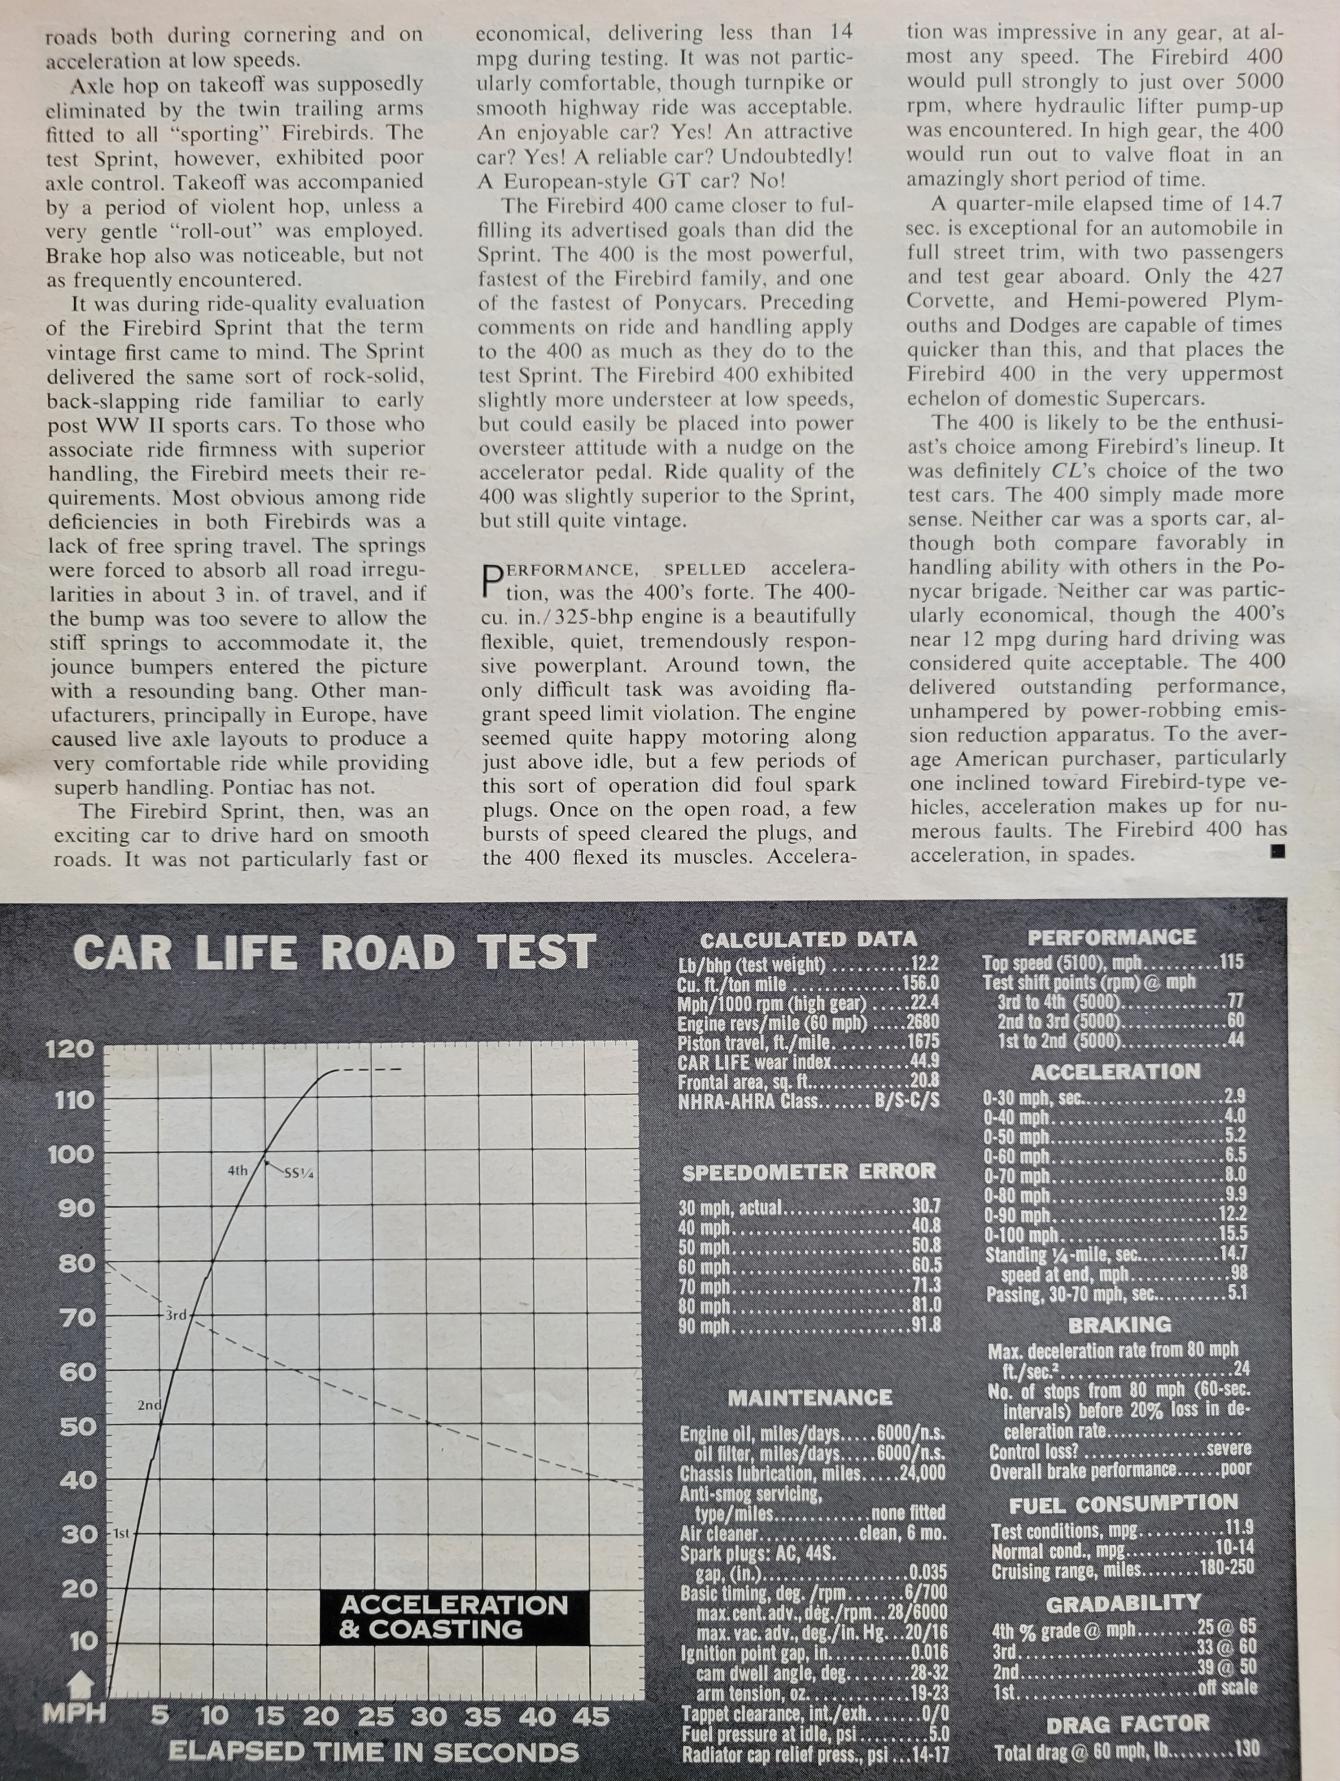 roads both during cornering and on
acceleration at low speeds.
Axle hop on takeoff was supposedly
eliminated by the twin trailing arms
fitted to all “sporting” Firebirds. The
test Sprint, however, exhibited poor
axle control. Takeoff was accompanied
by a period of violent hop, unless a
very gentle “roll-out” was employed.
Brake hop also was noticeable, but not
as frequently encountered.
It was during ride-quality evaluation
of the Firebird Sprint that the term
vintage first came to mind. The Sprint
delivered the same sort of rock-solid,
back-slapping ride familiar to early
post WW II sports cars. To those who
associate ride firmness with superior
handling, the Firebird meets their re-
quirements. Most obvious among ride
deficiencies in both Firebirds was a
lack of free spring travel. The springs
were forced to absorb all road irregu-
larities in about 3 in. of travel, and if
the bump was too severe to allow the
stiff springs to accommodate it, the
jounce bumpers entered the picture
with a resounding bang. Other man-
ufacturers, principally in Europe, have
caused live axle layouts to produce a
very comfortable ride while providing
superb handling. Pontiac has not.
The Firebird Sprint, then, was an
exciting car to drive hard on smooth
roads. It was not particularly fast or
economical, delivering less than 14
mpg during testing. It was not partic-
ularly comfortable, though turnpike or
smooth highway ride was acceptable.
An enjoyable car? Yes! An attractive
car? Yes! A reliable car? Undoubtedly!
A European-style GT car? No!
The Firebird 400 came closer to ful-
filling its advertised goals than did the
Sprint. The 400 is the most powerful,
fastest of the Firebird family, and one
of the fastest of Ponycars. Preceding
comments on ride and handling apply
to the 400 as much as they do to the
test Sprint. The Firebird 400 exhibited
slightly more understeer at low speeds,
but could easily be placed into power
oversteer attitude with a nudge on the
accelerator pedal. Ride quality of the
400 was slightly superior to the Sprint,
but still quite vintage.
PERFORMANCE, SPELLED accelera-
tion, was the 400’s forte. The 400-
cu. in./325-bhp engine is a beautifully
flexible, quiet, tremendously respon-
sive powerplant. Around town, the
only difficult task was avoiding fla-
grant speed limit violation. The engine
seemed quite happy motoring along
just above idle, but a few periods of
this sort of operation did foul spark
plugs. Once on the open road, a few
bursts of speed cleared the plugs, and
the 400 flexed its muscles. Accelera-
tion was impressive in any gear, at al-
most any speed. The Firebird 400
would pull strongly to just over 5000
rpm, where hydraulic lifter pump-up
was encountered. In high gear, the 400
would run out to valve float in an
amazingly short period of time.
A quarter-mile elapsed time of 14.7
sec. is exceptional for an automobile in
full street trim, with two passengers
and test gear aboard. Only the 427
Corvette, and Hemi-powered Plym-
ouths and Dodges are capable of times
quicker than this, and that places the
Firebird 400 in the very uppermost
echelon of domestic Supercars.
The 400 is likely to be the enthusi-
ast’s choice among Firebird’s lineup. It
was definitely CL’s choice of the two
test cars. The 400 simply made more
sense. Neither car was a sports car, al-
though both compare favorably in
handling ability with others in the Po-
nycar brigade. Neither car was partic-
ularly economical, though the 400’s
near 12 mpg during hard driving was
considered quite acceptable. The 400
delivered outstanding performance,
unhampered by power-robbing emis-
sion reduction apparatus. To the aver-
age American purchaser, particularly
one inclined toward Firebird-type ve-
hicles, acceleration makes up for nu-
merous faults. The Firebird 400 has
acceleration, in spades. ■
CAR LIFE ROAD TEST
120
110
100
90
80
70
60
50
40
30
20
10
MPH
4th
SS¼
3rd
2nd
1st
ACCELERATION
& COASTING
5 10 15 20 25 30 35 40 45
ELAPSED TIME IN SECONDS
CALCULATED DATA
Lb/bhp (test weight) ..........12.2
Cu. ft./ton mile ..............156.0
Mph/1000 rpm (high gear) .....22.4
Engine revs/mile (60 mph) .....2680
Piston travel, ft./mile..........1675
CAR LIFE wear index..........44.9
Frontal area, sq. ft.............20.8
NHRA-AHRA Class.......B/S-C/S
SPEEDOMETER ERROR
30 mph, actual................30.7
40 mph......................40.8
50 mph......................50.8
60 mph......................60.5
70 mph......................71.3
80 mph......................81.0
90 mph......................91.8
MAINTENANCE
Engine oil, miles/days.....6000/n.s.
oil filter, miles/days.....6000/n.s.
Chassis lubrication, miles.....24,000
Anti-smog servicing,
type/miles............none fitted
Air cleaner............clean, 6 mo.
Spark plugs: AC, 44S.
gap, (in.)..................0.035
Basic timing, deg./rpm.......6/700
max. cent. adv., deg./rpm..28/6000
max. vac. adv., deg./in. Hg...20/16
Ignition point gap, in..........0.016
cam dwell angle, deg........28-32
arm tension, oz.............19-23
Tappet clearance, int./exh.......0/0
Fuel pressure at idle, psi.........5.0
Radiator cap relief press., psi...14-17
PERFORMANCE
Top speed (5100), mph..........115
Test shift points (rpm) @ mph
3rd to 4th (5000)..............77
2nd to 3rd (5000)..............60
1st to 2nd (5000)..............44
ACCELERATION
0-30 mph, sec..................2.9
0-40 mph......................4.0
0-50 mph......................5.2
0-60 mph......................6.5
0-70 mph......................8.0
0-80 mph......................9.9
0-90 mph.....................12.2
0-100 mph....................15.5
Standing ¼-mile, sec..........14.7
speed at end, mph.............98
Passing, 30-70 mph, sec.........5.1
BRAKING
Max. deceleration rate from 80 mph
ft./sec.²......................24
No. of stops from 80 mph (60-sec.
intervals) before 20% loss in de-
celeration rate.................
Control loss? ...............severe
Overall brake performance......poor
FUEL CONSUMPTION
Test conditions, mpg...........11.9
Normal cond., mpg...........10-14
Cruising range, miles.......180-250
GRADABILITY
4th % grade @ mph........25 @ 65
3rd......................33 @ 60
2nd......................39 @ 50
1st......................off scale
DRAG FACTOR
Total drag @ 60 mph, lb.........130